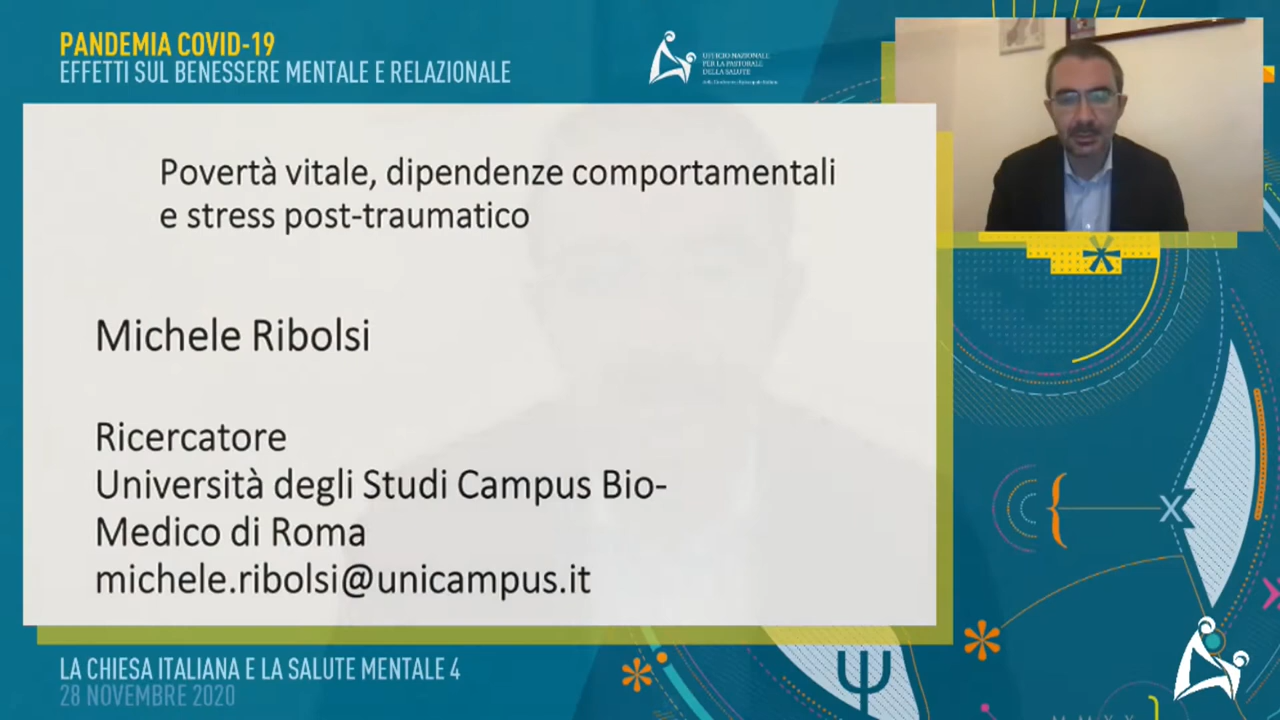 PANDEMIA COVID-19
EFFETTI SUL BENESSERE MENTALE E RELAZIONALE
UFFICIO NAZIONALE
PER LA PASTORALE
DELLA SALUTE
Povertà vitale, dipendenze comportamentali
e stress post-traumatico
Michele Ribolsi
Ricercatore
Università degli Studi Campus Bio-
Medico di Roma
michele.ribolsi@unicampus.it
LA CHIESA ITALIANA E LA SALUTE MENTALE 4
28 NOVEMBRE 2020